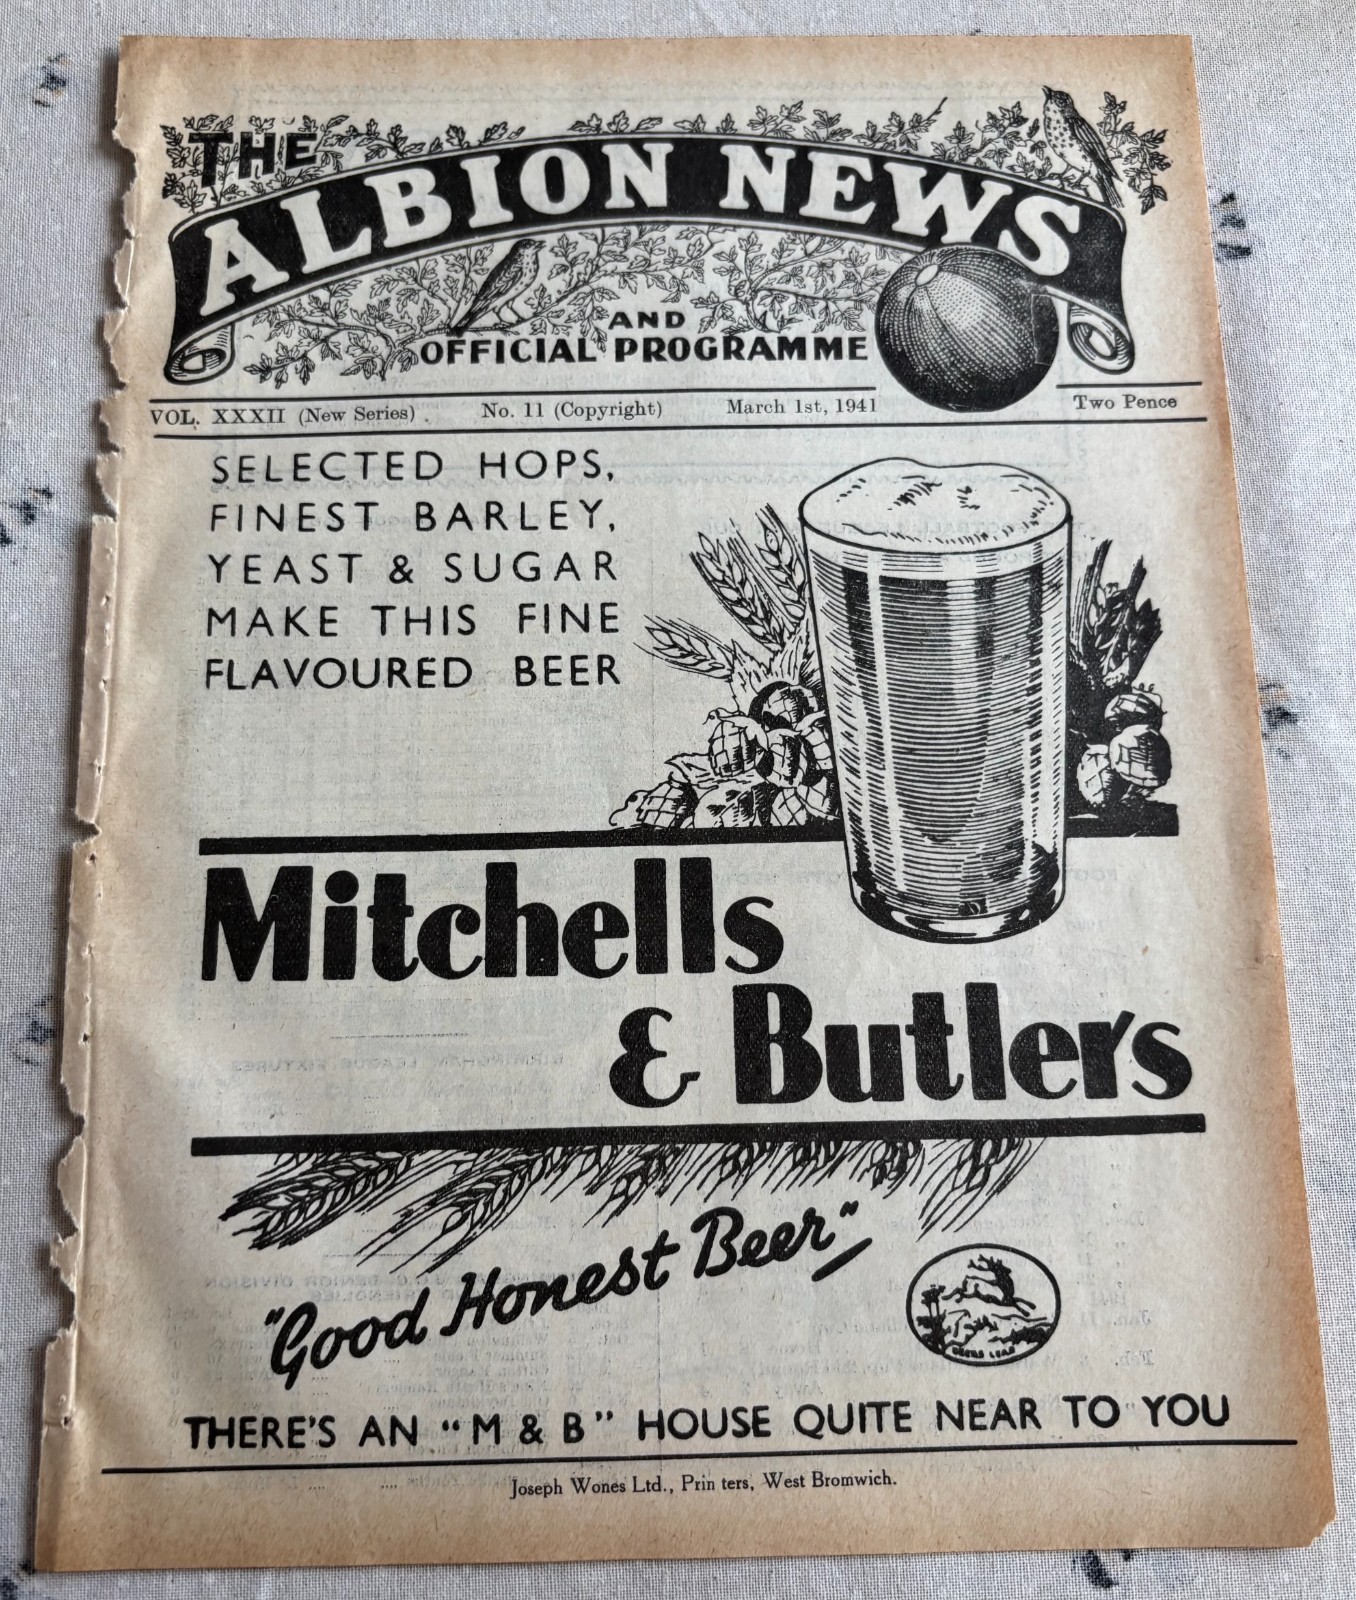 THE
ALBION NEWS
AND
OFFICIAL PROGRAMME
VOL. XXXII (New Series). No. 11 (Copyright) March 1st, 1941 Two Pence
SELECTED HOPS,
FINEST BARLEY,
YEAST & SUGAR
MAKE THIS FINE
FLAVOURED BEER
Mitchells
& Butlers
"Good Honest Beer"
DEERS LEAP
THERE'S AN "M & B" HOUSE QUITE NEAR TO YOU
Joseph Wones Ltd., Prin ters, West Bromwich.